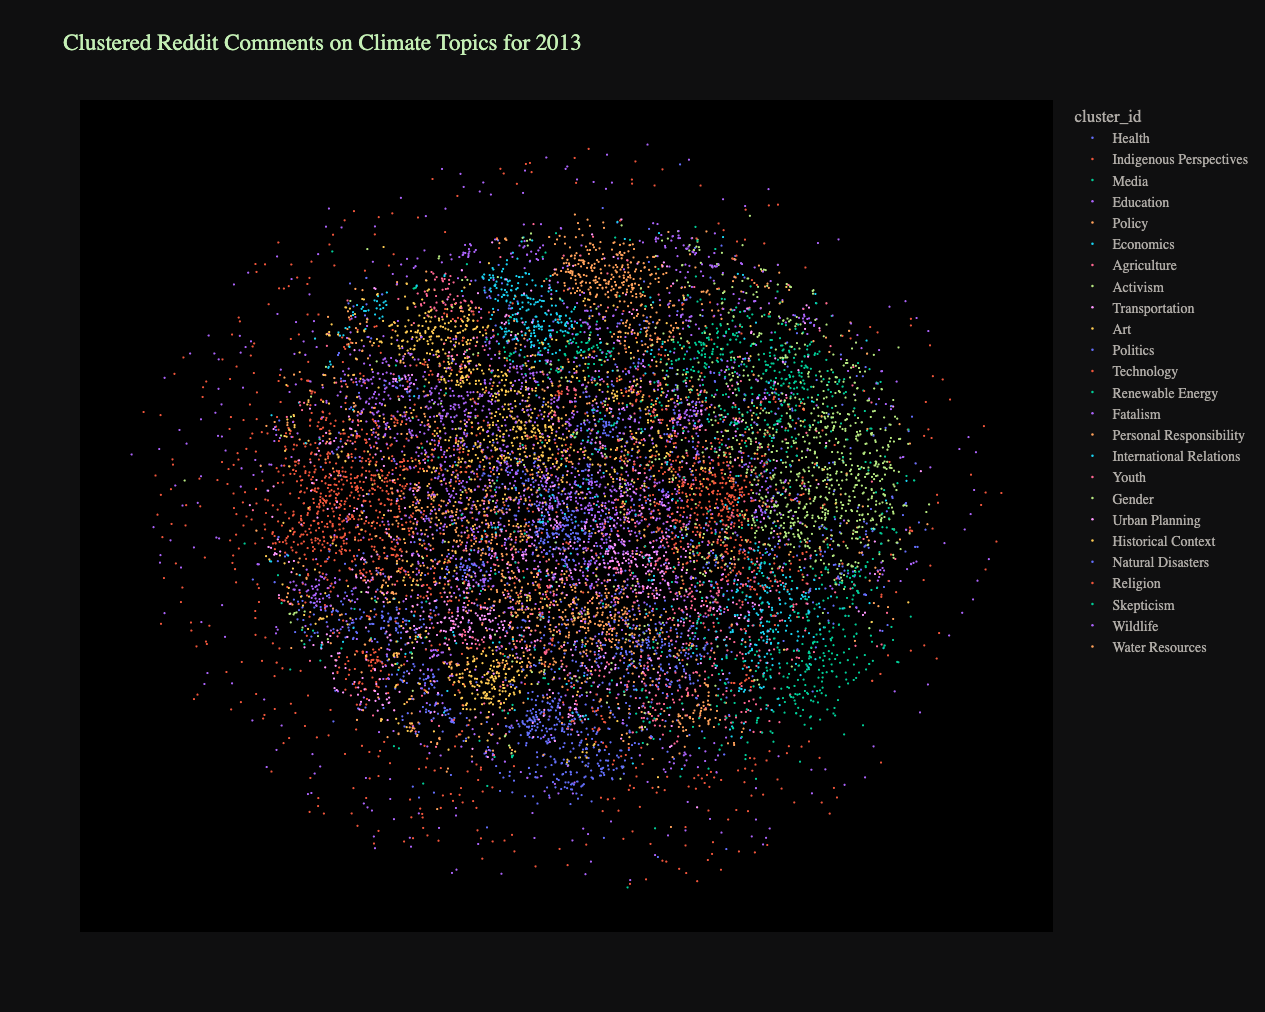 Clustered Reddit Comments on Climate Topics for 2013
cluster_id
Health
Indigenous Perspectives
Media
Education
Policy
Economics
Agriculture
Activism
Transportation
Art
Politics
Technology
Renewable Energy
Fatalism
Personal Responsibility
International Relations
Youth
Gender
Urban Planning
Historical Context
Natural Disasters
Religion
Skepticism
Wildlife
Water Resources